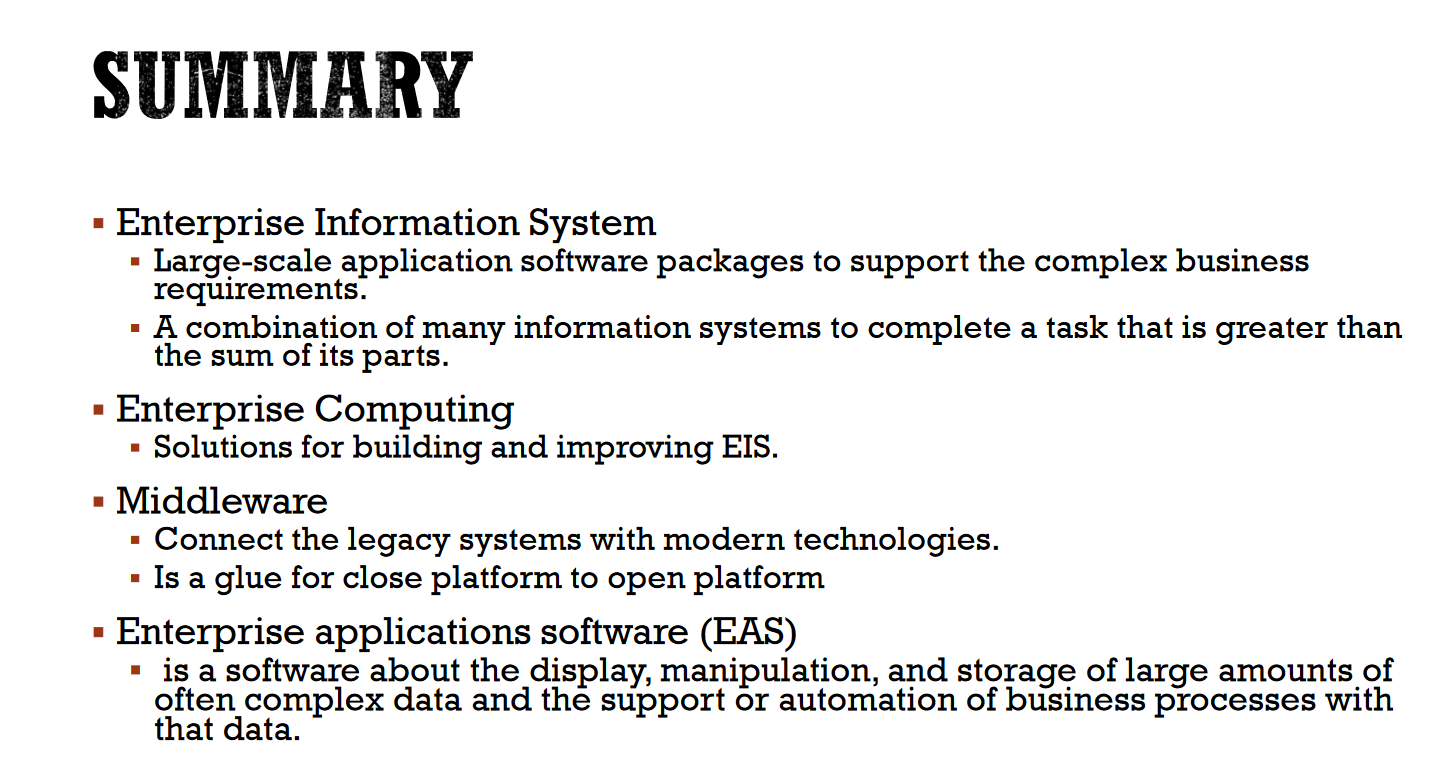 SUMMARY
Enterprise Information System
Large-scale application software packages to support the complex business
requirements.
A combination of many information systems to complete a task that is greater than
the sum of its parts.
Enterprise Computing
Solutions for building and improving EIS.
Middleware
Connect the legacy systems with modern technologies.
Is a glue for close platform to open platform
Enterprise applications software (EAS)
is a software about the display, manipulation, and storage of large amounts of
often complex data and the support or automation of business processes with
that data.